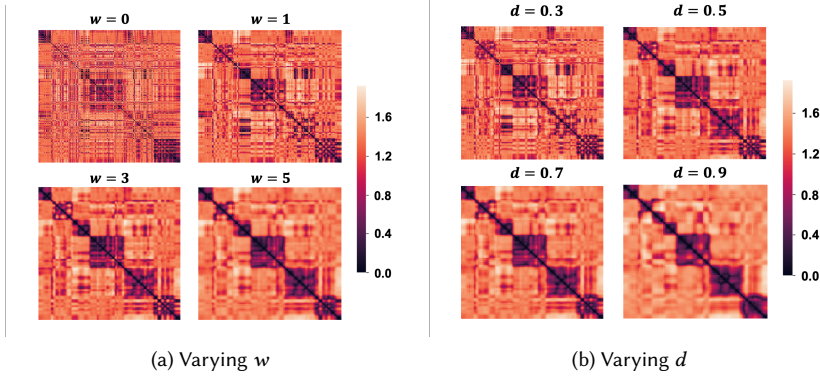 w = 0
w = 1
w = 3
w = 5
1.6
1.2
0.8
0.4
0.0
(a) Varying w
d = 0.3
d = 0.5
d = 0.7
d = 0.9
1.6
1.2
0.8
0.4
0.0
(b) Varying d